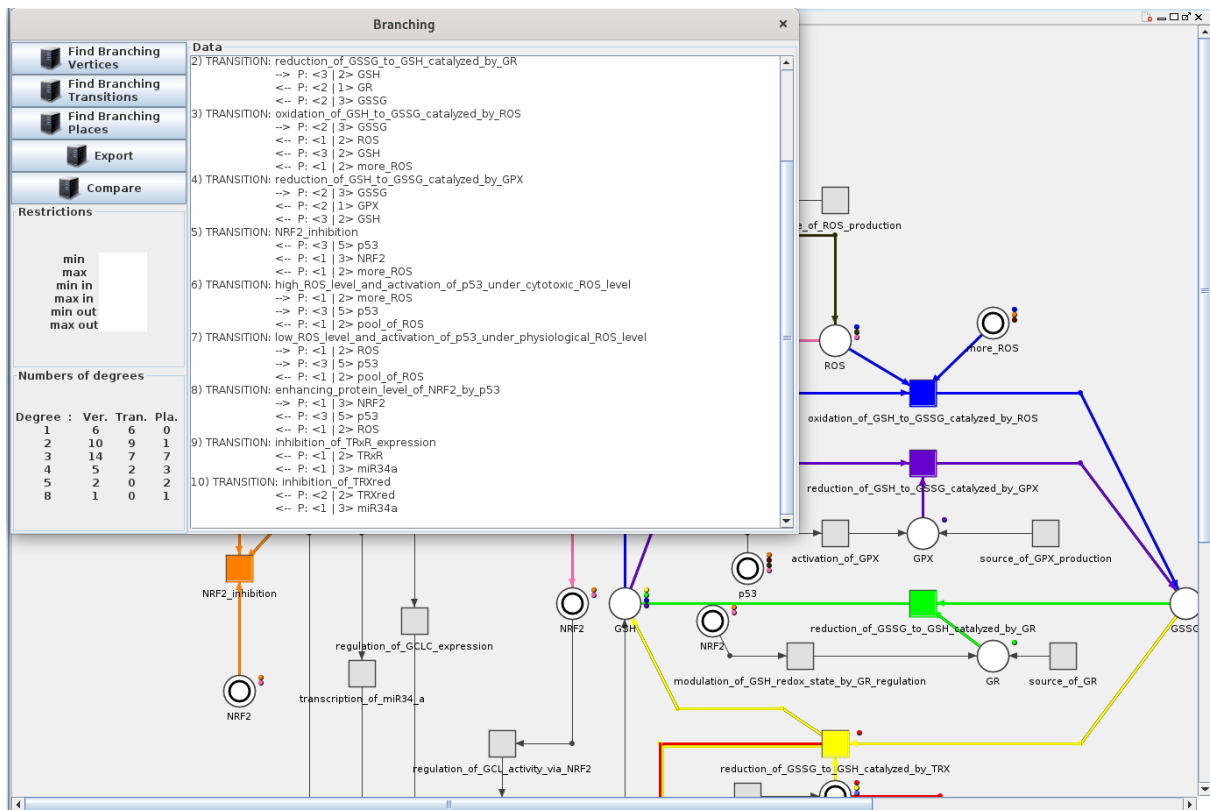 Branching
×
Find Branching
Vertices
Find Branching
Transitions
Find Branching
Places
Export
Compare
Restrictions
min
max
min in
max in
min out
max out
Numbers of degrees
Degree : Ver. Tran. Pla.
1 6 6 0
2 10 9 1
3 14 7 7
4 5 2 3
5 2 0 2
8 1 0 1
Data
2) TRANSITION: reduction_of_GSSG_to_GSH_catalyzed_by_GR
--> P: <3 | 2> GSH
<-- P: <2 | 1> GR
<-- P: <2 | 3> GSSG
3) TRANSITION: oxidation_of_GSH_to_GSSG_catalyzed_by_ROS
--> P: <2 | 3> GSSG
<-- P: <1 | 2> ROS
<-- P: <3 | 2> GSH
<-- P: <1 | 2> more_ROS
4) TRANSITION: reduction_of_GSH_to_GSSG_catalyzed_by_GPX
--> P: <2 | 3> GSSG
<-- P: <2 | 1> GPX
<-- P: <3 | 2> GSH
5) TRANSITION: NRF2_inhibition
<-- P: <3 | 5> p53
<-- P: <1 | 3> NRF2
<-- P: <1 | 2> more_ROS
6) TRANSITION: high_ROS_level_and_activation_of_p53_under_cytotoxic_ROS_level
--> P: <1 | 2> more_ROS
--> P: <3 | 5> p53
<-- P: <1 | 2> pool_of_ROS
7) TRANSITION: low_ROS_level_and_activation_of_p53_under_physiological_ROS_level
--> P: <1 | 2> ROS
--> P: <3 | 5> p53
<-- P: <1 | 2> pool_of_ROS
8) TRANSITION: enhancing_protein_level_of_NRF2_by_p53
--> P: <1 | 3> NRF2
<-- P: <3 | 5> p53
<-- P: <1 | 2> ROS
9) TRANSITION: inhibition_of_TRxR_expression
<-- P: <1 | 2> TRxR
<-- P: <1 | 3> miR34a
10) TRANSITION: inhibition_of_TRXred
<-- P: <2 | 2> TRXred
<-- P: <1 | 3> miR34a
e_of_ROS_production
ROS
more_ROS
oxidation_of_GSH_to_GSSG_catalyzed_by_ROS
reduction_of_GSH_to_GSSG_catalyzed_by_GPX
activation_of_GPX
GPX
source_of_GPX_production
NRF2_inhibition
p53
NRF2
GSH
NRF2
reduction_of_GSSG_to_GSH_catalyzed_by_GR
GSSG
regulation_of_GCLC_expression
modulation_of_GSH_redox_state_by_GR_regulation
GR
source_of_GR
transcription_of_miR34_a
NRF2
regulation_of_GCL_activity_via_NRF2
reduction_of_GSSG_to_GSH_catalyzed_by_TRX